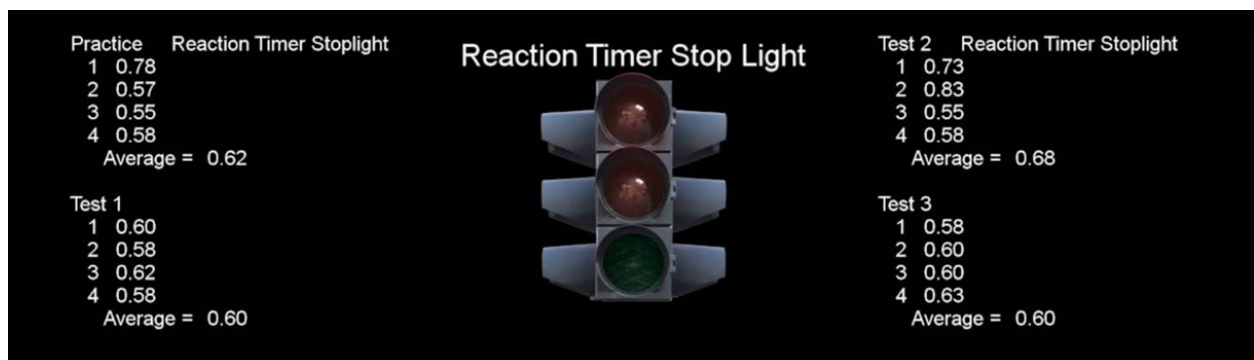 Practice Reaction Timer Stoplight
1 0.78
2 0.57
3 0.55
4 0.58
Average = 0.62
Test 1
1 0.60
2 0.58
3 0.62
4 0.58
Average = 0.60
Reaction Timer Stop Light
Test 2 Reaction Timer Stoplight
1 0.73
2 0.83
3 0.55
4 0.58
Average = 0.68
Test 3
1 0.58
2 0.60
3 0.60
4 0.63
Average = 0.60